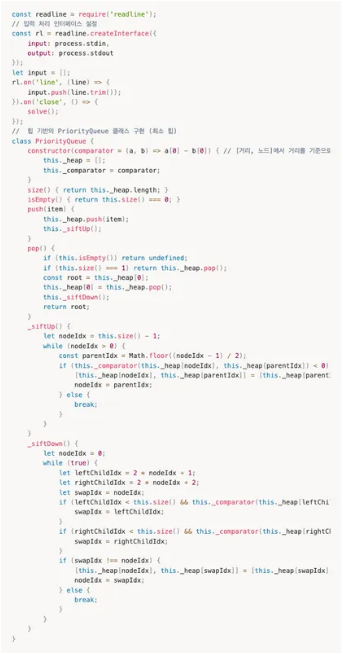 const readline = require('readline');
// 입력 처리 인터페이스 설정
const rl = readline.createInterface({
    input: process.stdin,
    output: process.stdout
});
let input = [];
rl.on('line', (line) => {
    input.push(line.trim());
}).on('close', () => {
    solve();
});
//  힙 기반의 PriorityQueue 클래스 구현 (최소 힙)
class PriorityQueue {
    constructor(comparator = (a, b) => a[0] - b[0]) { // [거리, 노드]에서 거리를 기준으로
        this._heap = [];
        this._comparator = comparator;
    }
    size() { return this._heap.length; }
    isEmpty() { return this.size() === 0; }
    push(item) {
        this._heap.push(item);
        this._siftUp();
    }
    pop() {
        if (this.isEmpty()) return undefined;
        if (this.size() === 1) return this._heap.pop();
        const root = this._heap[0];
        this._heap[0] = this._heap.pop();
        this._siftDown();
        return root;
    }
    _siftUp() {
        let nodeIdx = this.size() - 1;
        while (nodeIdx > 0) {
            const parentIdx = Math.floor((nodeIdx - 1) / 2);
            if (this._comparator(this._heap[nodeIdx], this._heap[parentIdx]) < 0)
                [this._heap[nodeIdx], this._heap[parentIdx]] = [this._heap[parent
                nodeIdx = parentIdx;
            } else {
                break;
            }
        }
    }
    _siftDown() {
        let nodeIdx = 0;
        while (true) {
            let leftChildIdx = 2 * nodeIdx + 1;
            let rightChildIdx = 2 * nodeIdx + 2;
            let swapIdx = nodeIdx;
            if (leftChildIdx < this.size() && this._comparator(this._heap[leftChi
                swapIdx = leftChildIdx;
            }
            if (rightChildIdx < this.size() && this._comparator(this._heap[rightC
                swapIdx = rightChildIdx;
            }
            if (swapIdx !== nodeIdx) {
                [this._heap[nodeIdx], this._heap[swapIdx]] = [this._heap[swapIdx]
                nodeIdx = swapIdx;
            } else {
                break;
            }
        }
    }
}